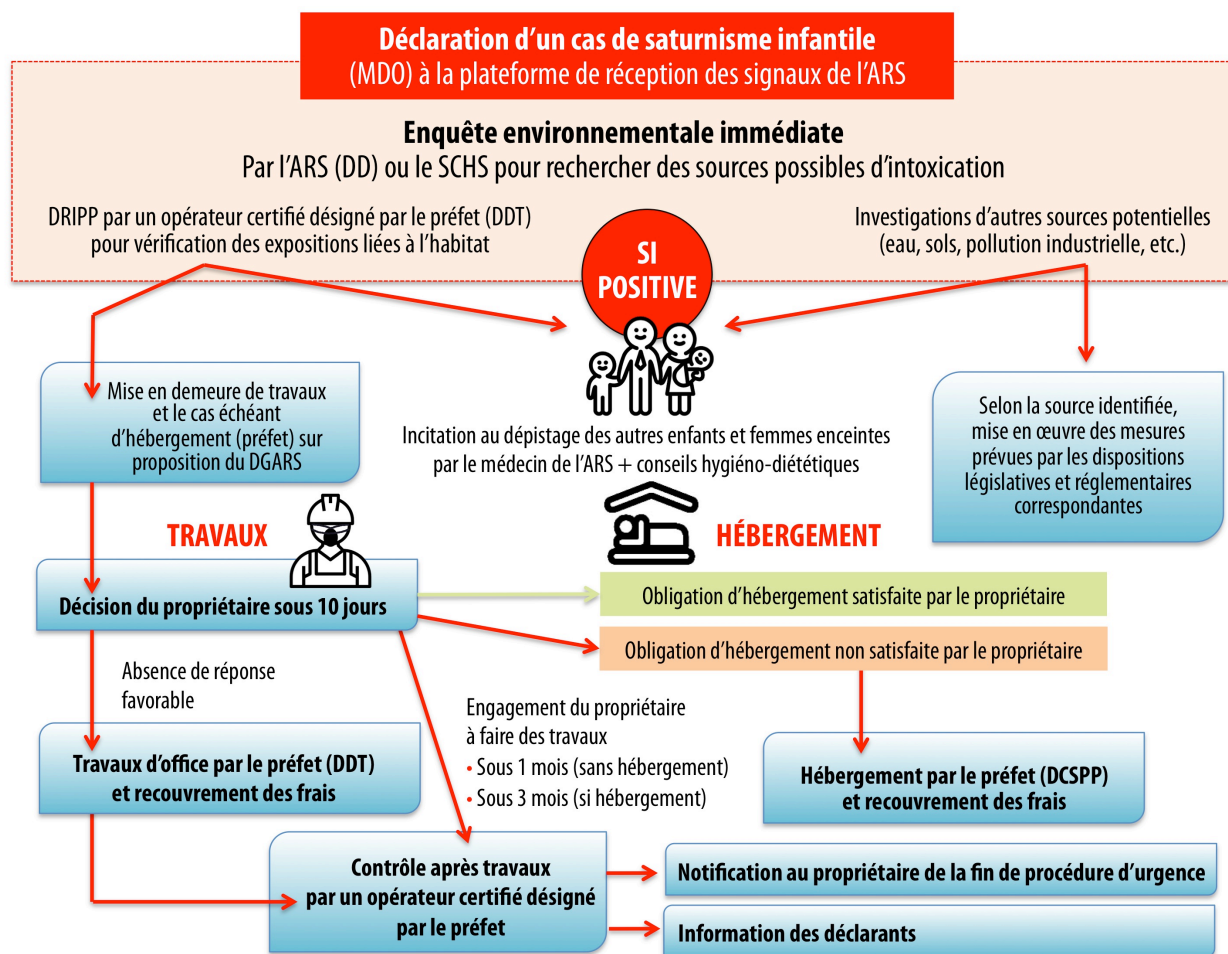 Déclaration d'un cas de saturnisme infantile
(MDO) à la plateforme de réception des signaux de l'ARS
Enquête environnementale immédiate
Par l'ARS (DD) ou le SCHS pour rechercher des sources possibles d'intoxication
DRIPP par un opérateur certifié désigné par le préfet (DDT)
pour vérification des expositions liées à l'habitat
SI
POSITIVE
Investigations d'autres sources potentielles
(eau, sols, pollution industrielle, etc.)
Mise en demeure de travaux
et le cas échéant
d'hébergement (préfet) sur
proposition du DGARS
Incitation au dépistage des autres enfants et femmes enceintes
par le médecin de l'ARS + conseils hygiéno-diététiques
Selon la source identifiée,
mise en œuvre des mesures
prévues par les dispositions
législatives et réglementaires
correspondantes
TRAVAUX
HÉBERGEMENT
Décision du propriétaire sous 10 jours
Obligation d'hébergement satisfaite par le propriétaire
Obligation d'hébergement non satisfaite par le propriétaire
Absence de réponse
favorable
Engagement du propriétaire
à faire des travaux
• Sous 1 mois (sans hébergement)
• Sous 3 mois (si hébergement)
Travaux d'office par le préfet (DDT)
et recouvrement des frais
Hébergement par le préfet (DCSPP)
et recouvrement des frais
Contrôle après travaux
par un opérateur certifié désigné
par le préfet
Notification au propriétaire de la fin de procédure d'urgence
Information des déclarants